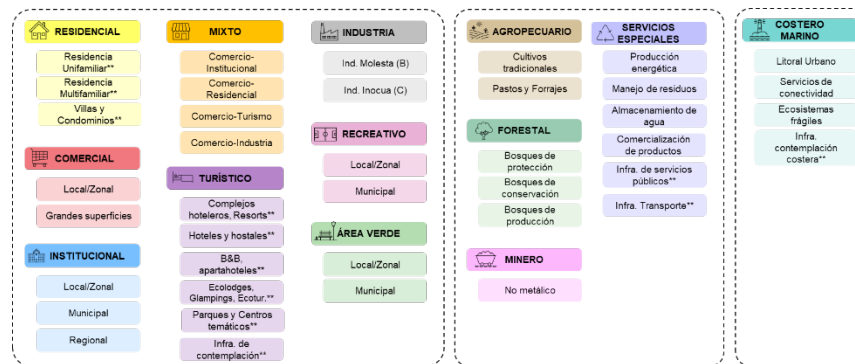 RESIDENCIAL
Residencia
Unifamiliar**
Residencia
Multifamiliar**
Villas y
Condominios**
COMERCIAL
Local/Zonal
Grandes superficies
INSTITUCIONAL
Local/Zonal
Municipal
Regional
MIXTO
Comercio-
Institucional
Comercio-
Residencial
Comercio-Turismo
Comercio-Industria
TURÍSTICO
Complejos
hoteleros, Resorts**
Hoteles y hostales**
B&B,
apartahoteles**
Ecolodges,
Glampings, Ecotur.**
Parques y Centros
temáticos**
Infra. de
contemplación**
INDUSTRIA
Ind. Molesta (B)
Ind. Inocua (C)
RECREATIVO
Local/Zonal
Municipal
ÁREA VERDE
Local/Zonal
Municipal
AGROPECUARIO
Cultivos
tradicionales
Pastos y Forrajes
FORESTAL
Bosques de
protección
Bosques de
conservación
Bosques de
producción
MINERO
No metálico
SERVICIOS
ESPECIALES
Producción
energética
Manejo de residuos
Almacenamiento de
agua
Comercialización
de productos
Infra. de servicios
públicos**
Infra. Transporte**
COSTERO
MARINO
Litoral Urbano
Servicios de
conectividad
Ecosistemas
frágiles
Infra.
contemplación
costera**